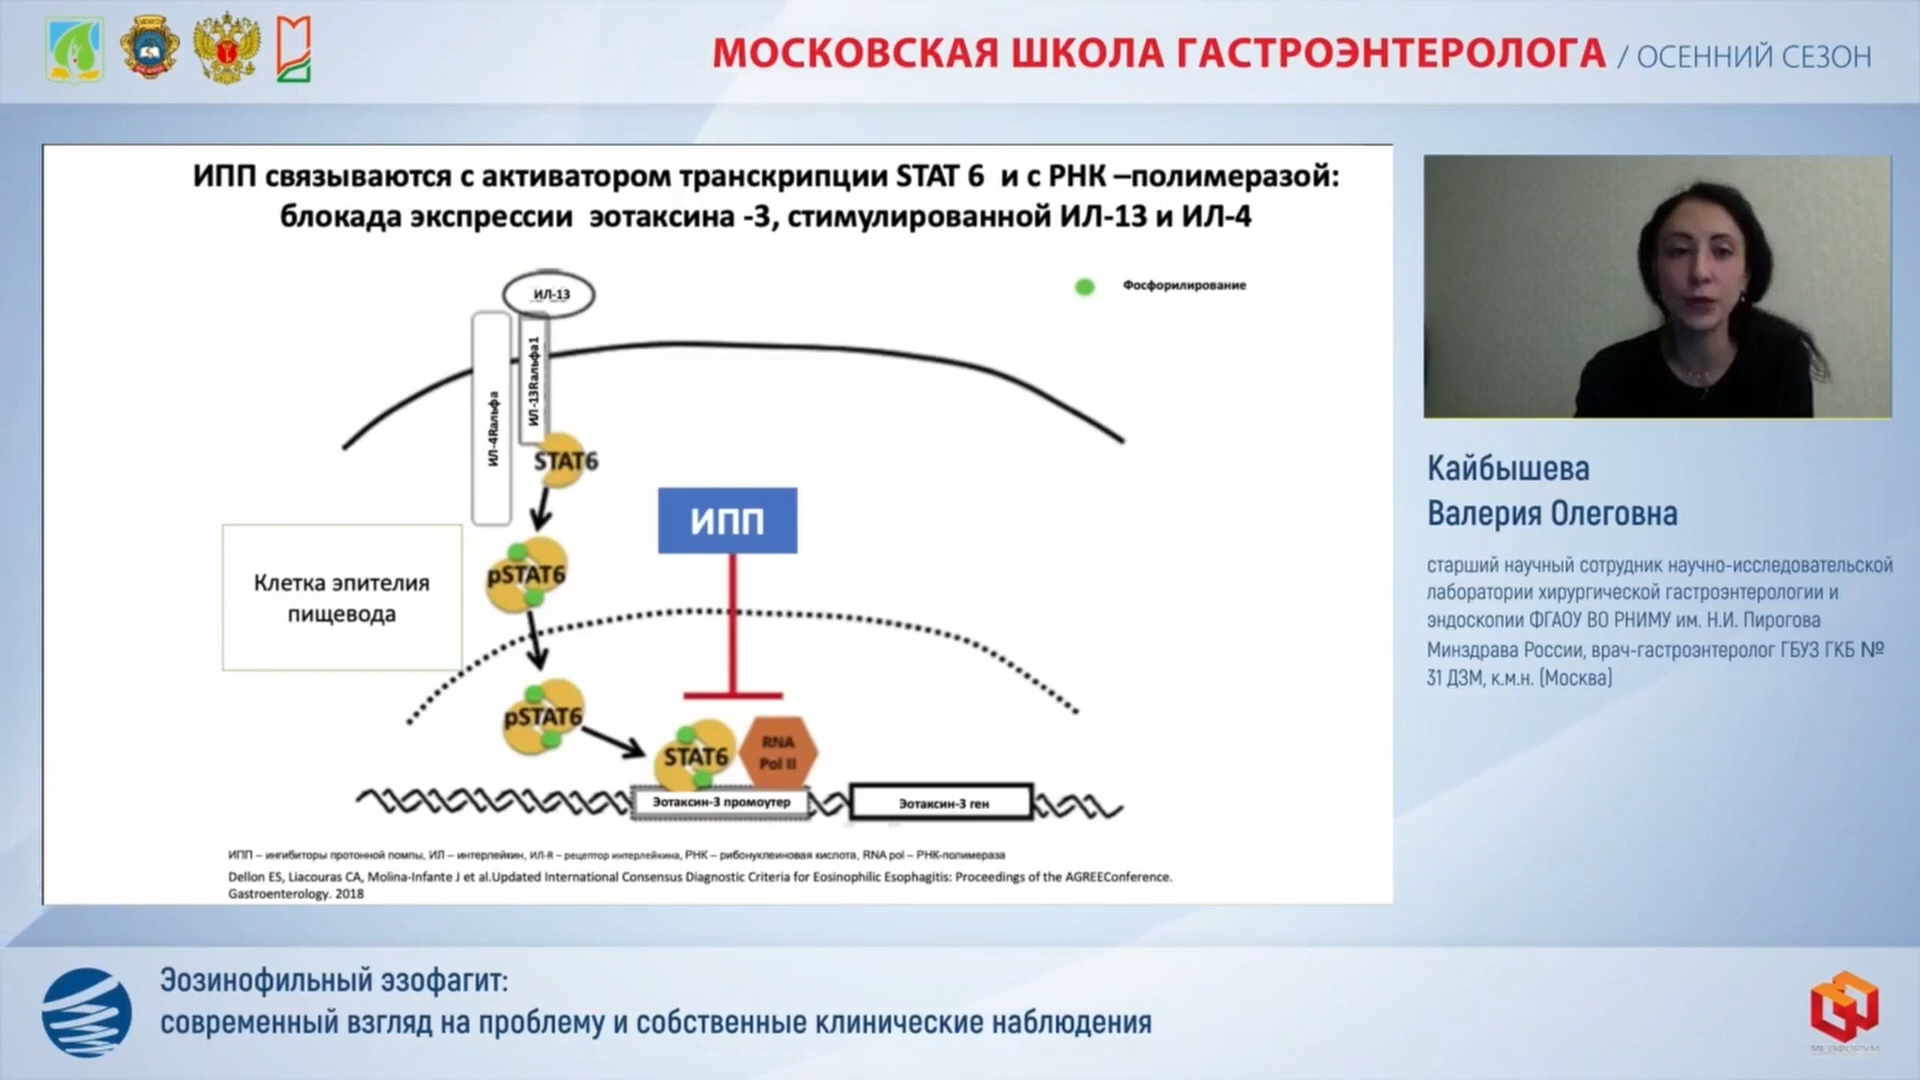 МОСКОВСКАЯ ШКОЛА ГАСТРОЭНТЕРОЛОГА / ОСЕННИЙ СЕЗОН
ИПП связываются с активатором транскрипции STAT 6 и с РНК –полимеразой:
блокада экспрессии эотаксина -3, стимулированной ИЛ-13 и ИЛ-4
ИЛ-13
Фосфорилирование
ИЛ-4Rальфа
ИЛ-13Rальфа1
STAT6
ИПП
pSTAT6
Клетка эпителия
пищевода
pSTAT6
STAT6
RNA
Pol II
Эотаксин-3 промоутер
Эотаксин-3 ген
ИПП – ингибиторы протонной помпы, ИЛ – интерлейкин, ИЛ-R – рецептор интерлейкина, РНК – рибонуклеиновая кислота, RNA pol – РНК-полимераза
Dellon ES, Liacouras CA, Molina-Infante J et al.Updated International Consensus Diagnostic Criteria for Eosinophilic Esophagitis: Proceedings of the AGREEConference.
Gastroenterology. 2018
Кайбышева
Валерия Олеговна
старший научный сотрудник научно-исследовательской
лаборатории хирургической гастроэнтерологии и
эндоскопии ФГАОУ ВО РНИМУ им. Н.И. Пирогова
Минздрава России, врач-гастроэнтеролог ГБУЗ ГКБ №
31 ДЗМ, к.м.н. (Москва)
Эозинофильный эзофагит:
современный взгляд на проблему и собственные клинические наблюдения
МЕДФОРУМ